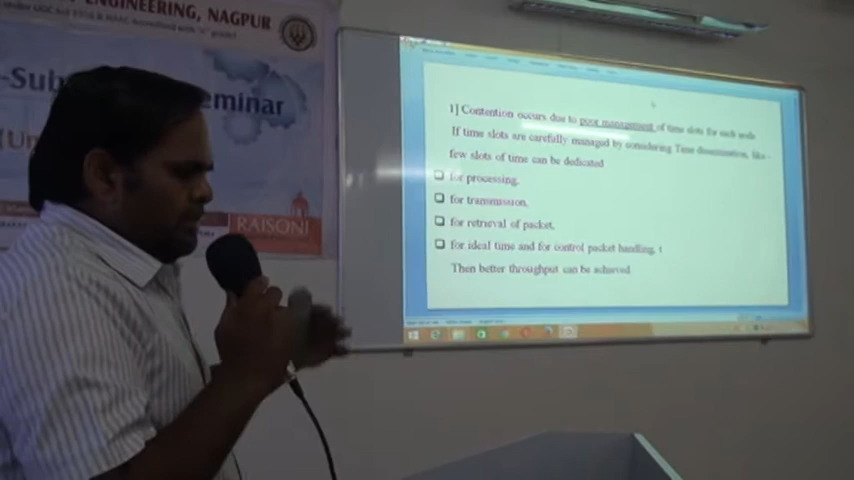 ENGINEERING, NAGPUR
eminar
RAISONI
1] Contention occurs due to poor management of time slots for each node
If time slots are carefully managed by considering Time dissemination, like -
few slots of time can be dedicated
for processing,
for transmission,
for retrieval of packet,
for ideal time and for control packet handling, t
Then better throughput can be achieved